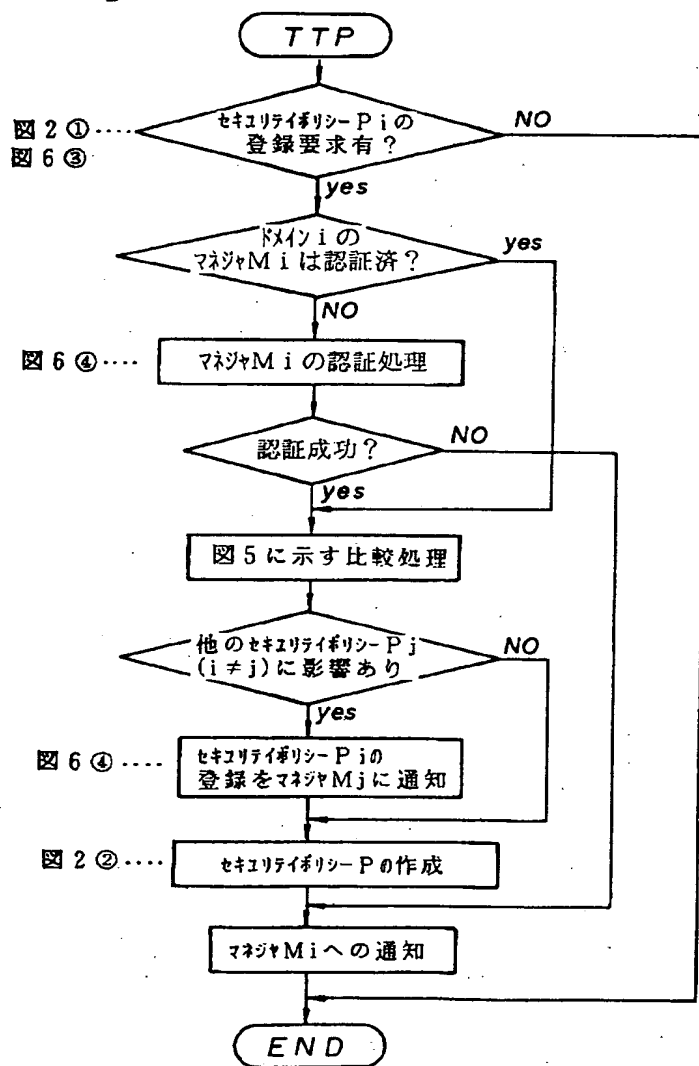 TTP
セキュリテイポリシーPiの
登録要求有？
図2①‥‥
図6③
NO
yes
ドメインiの
マネジャMiは認証済？
yes
NO
図6④‥‥
マネジャMiの認証処理
認証成功？
NO
yes
図5に示す比較処理
他のセキユリテイポリシーPj
(i≠j)に影響あり
NO
yes
図6④‥‥
セキユリテイポリシーPiの
登録をマネジャMjに通知
図2②‥‥
セキユリテイポリシーPの作成
マネジャMiへの通知
END